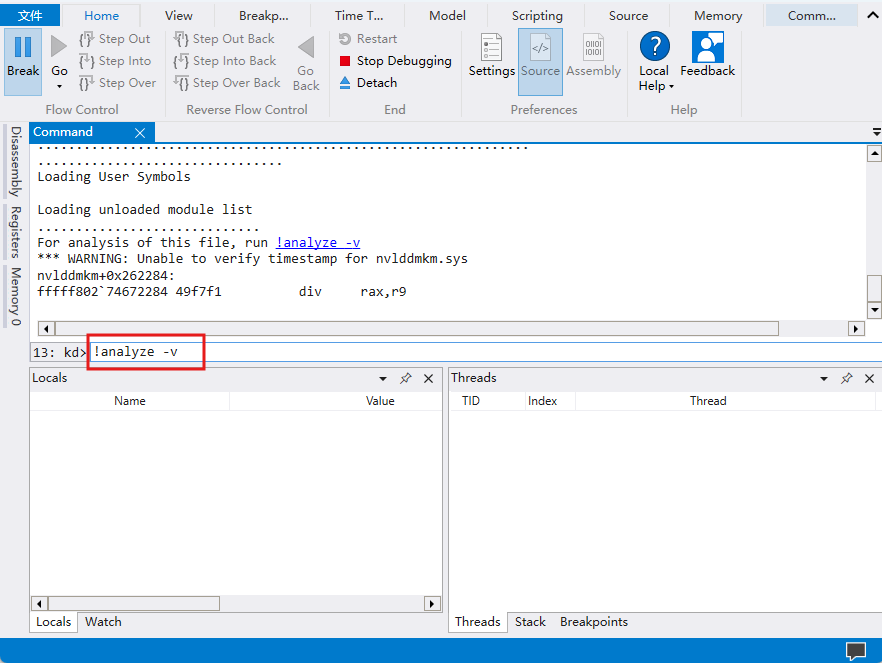 文件 Home View Breakp... Time T... Model Scripting Source Memory Comm...
Break
Go
Step Out
Step Into
Step Over
Flow Control
Step Out Back
Step Into Back
Step Over Back
Go
Back
Reverse Flow Control
Restart
Stop Debugging
Detach
End
Settings
Source
Assembly
Preferences
Local
Help
Feedback
Help
Disassembly
Registers
Memory 0
Command
................................................................
................................
Loading User Symbols
Loading unloaded module list
.............................
For analysis of this file, run !analyze -v
*** WARNING: Unable to verify timestamp for nvlddmkm.sys
nvlddmkm+0x262284:
fffff802`74672284 49f7f1 div rax,r9
13: kd> !analyze -v
Locals
Name Value
Locals Watch
Threads
TID Index Thread
Threads Stack Breakpoints